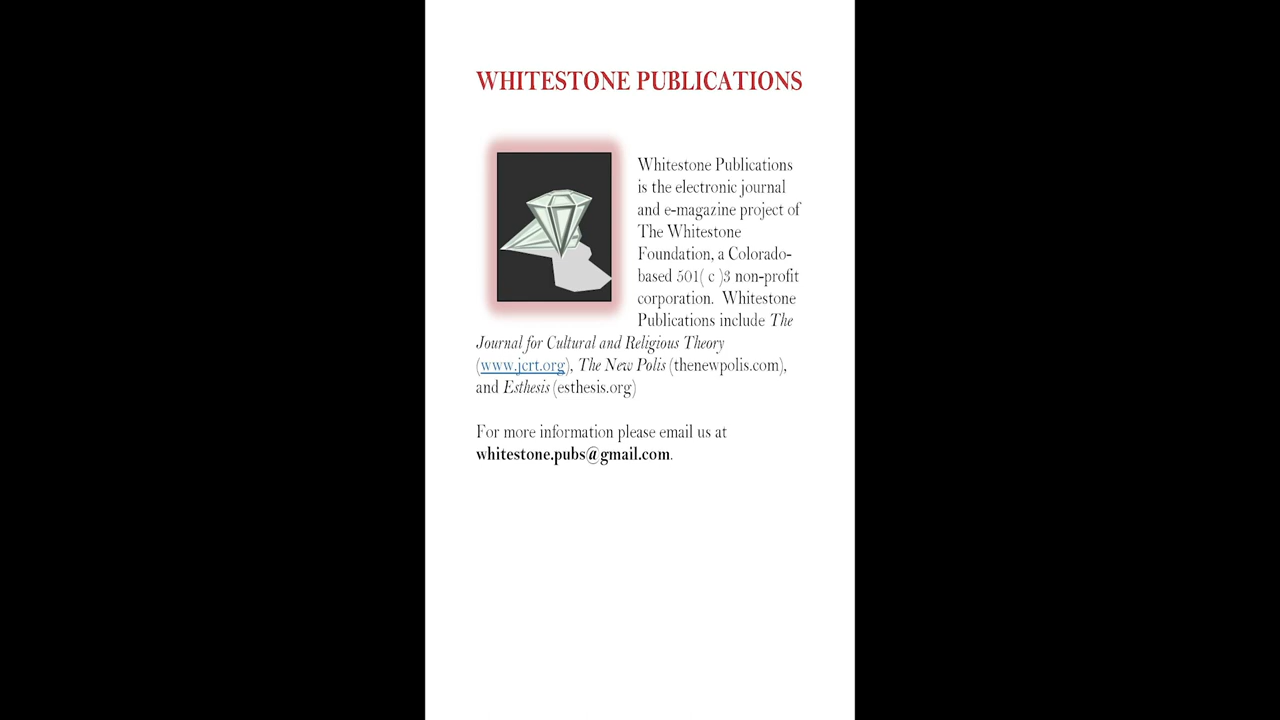 WHITESTONE PUBLICATIONS
Whitestone Publications
is the electronic journal
and e-magazine project of
The Whitestone
Foundation, a Colorado-
based 501( c )3 non-profit
corporation.  Whitestone
Publications include The
Journal for Cultural and Religious Theory
(www.jcrt.org), The New Polis (thenewpolis.com),
and Esthesis (esthesis.org)
For more information please email us at
whitestone.pubs@gmail.com.